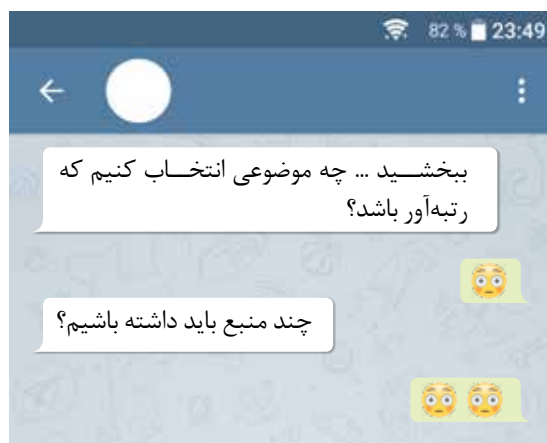 82 % 23:49
ببخشـــید ... چه موضوعی انتخـــاب کنیم که
رتبه‌آور باشد؟
😳
چند منبع باید داشته باشیم؟
😳 😳